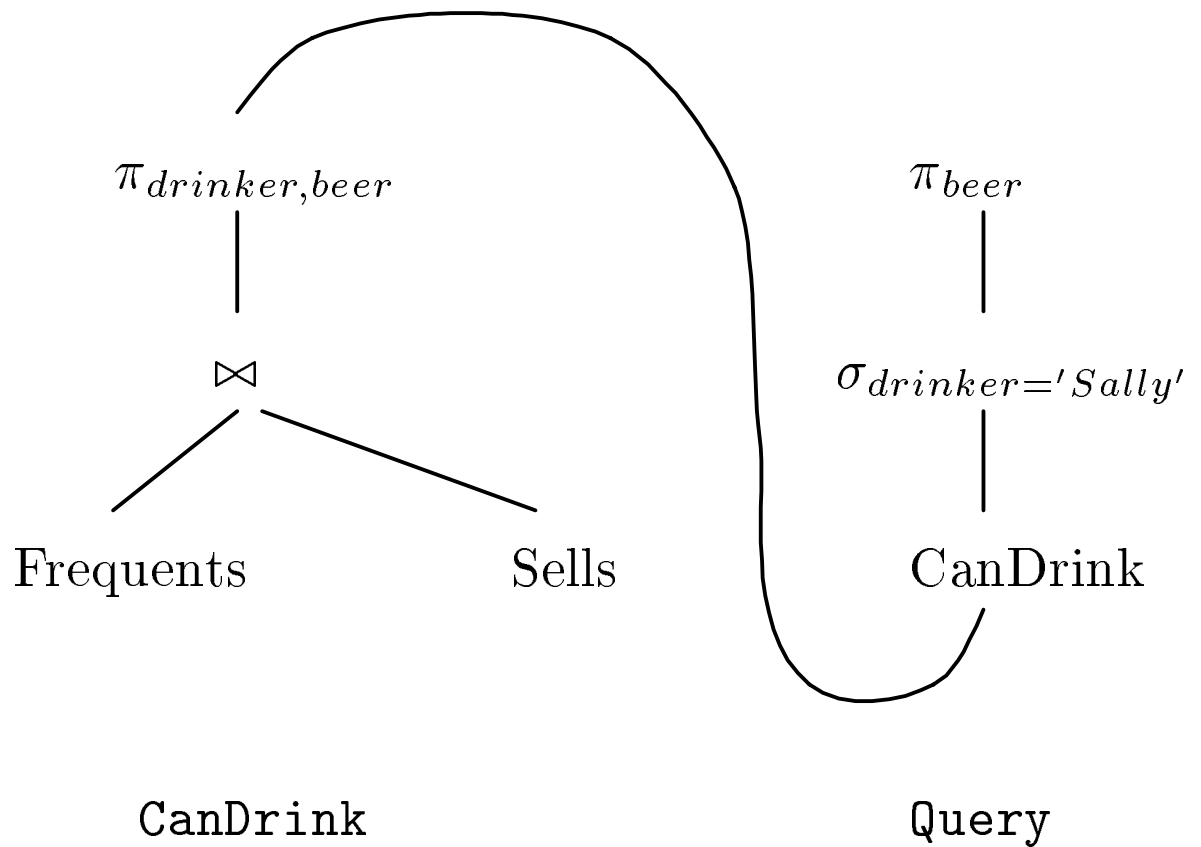 π_{drinker,beer}
π_{beer}
⋈
σ_{drinker='Sally'}
Frequents
Sells
CanDrink
CanDrink
Query